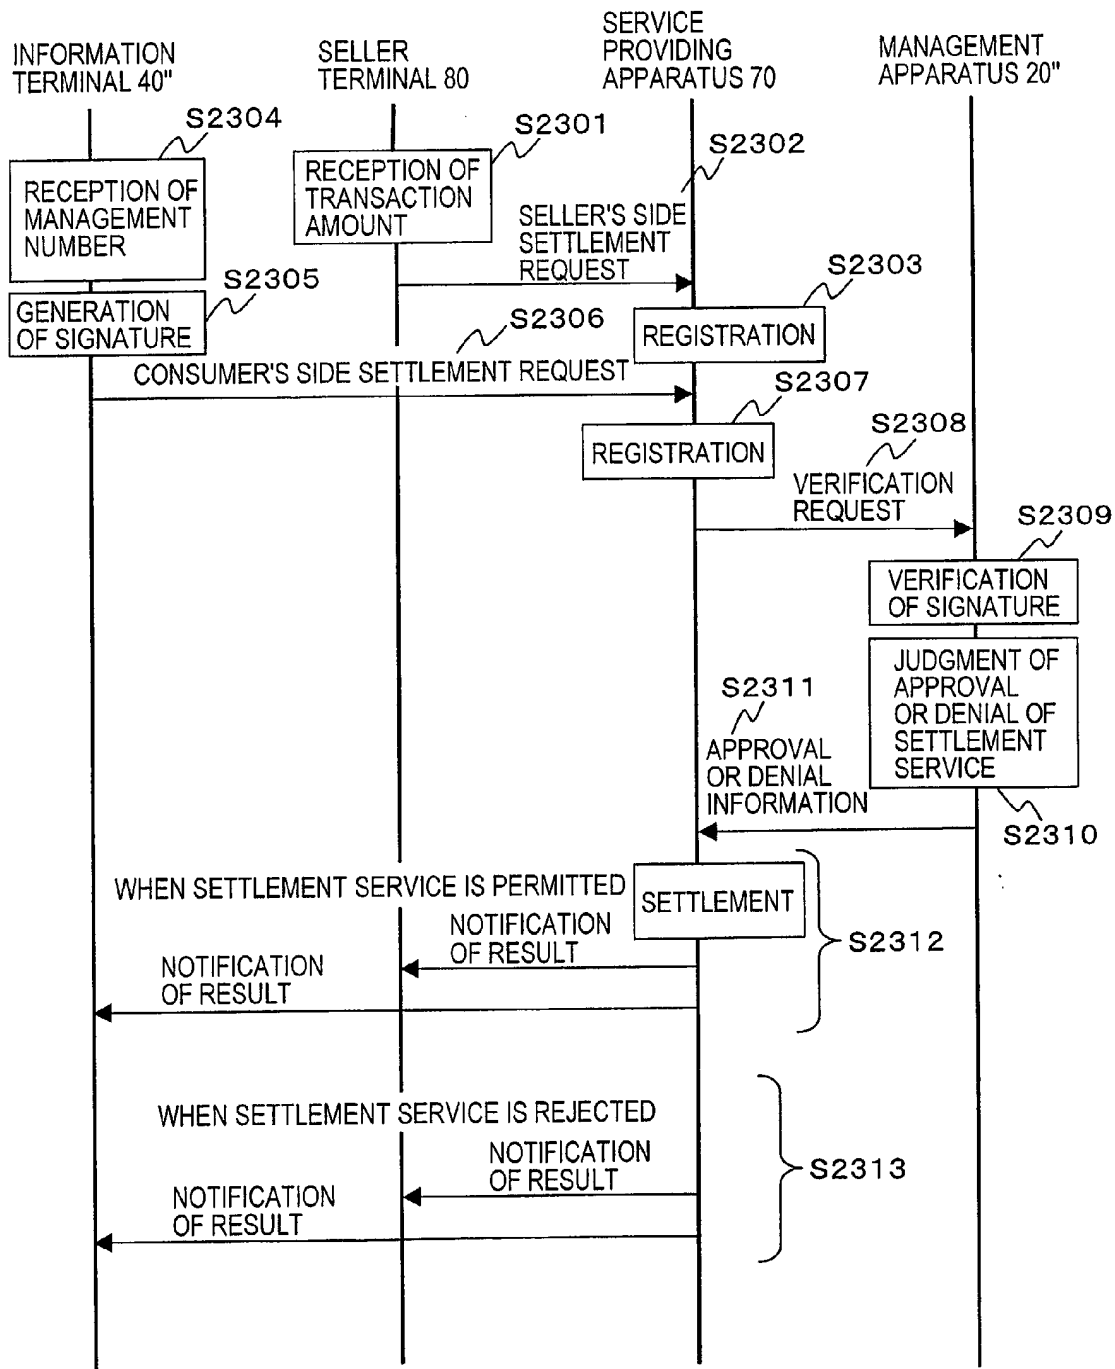 INFORMATION
TERMINAL 40"
SELLER
TERMINAL 80
SERVICE
PROVIDING
APPARATUS 70
MANAGEMENT
APPARATUS 20"
S2304
RECEPTION OF
MANAGEMENT
NUMBER
S2301
RECEPTION OF
TRANSACTION
AMOUNT
S2302
SELLER'S SIDE
SETTLEMENT
REQUEST
S2305
GENERATION
OF SIGNATURE
S2303
REGISTRATION
S2306
CONSUMER'S SIDE SETTLEMENT REQUEST
S2307
REGISTRATION
S2308
VERIFICATION
REQUEST
S2309
VERIFICATION
OF SIGNATURE
JUDGMENT OF
APPROVAL
OR DENIAL OF
SETTLEMENT
SERVICE
S2310
S2311
APPROVAL
OR DENIAL
INFORMATION
WHEN SETTLEMENT SERVICE IS PERMITTED
SETTLEMENT
NOTIFICATION
OF RESULT
NOTIFICATION
OF RESULT
S2312
WHEN SETTLEMENT SERVICE IS REJECTED
NOTIFICATION
OF RESULT
NOTIFICATION
OF RESULT
S2313